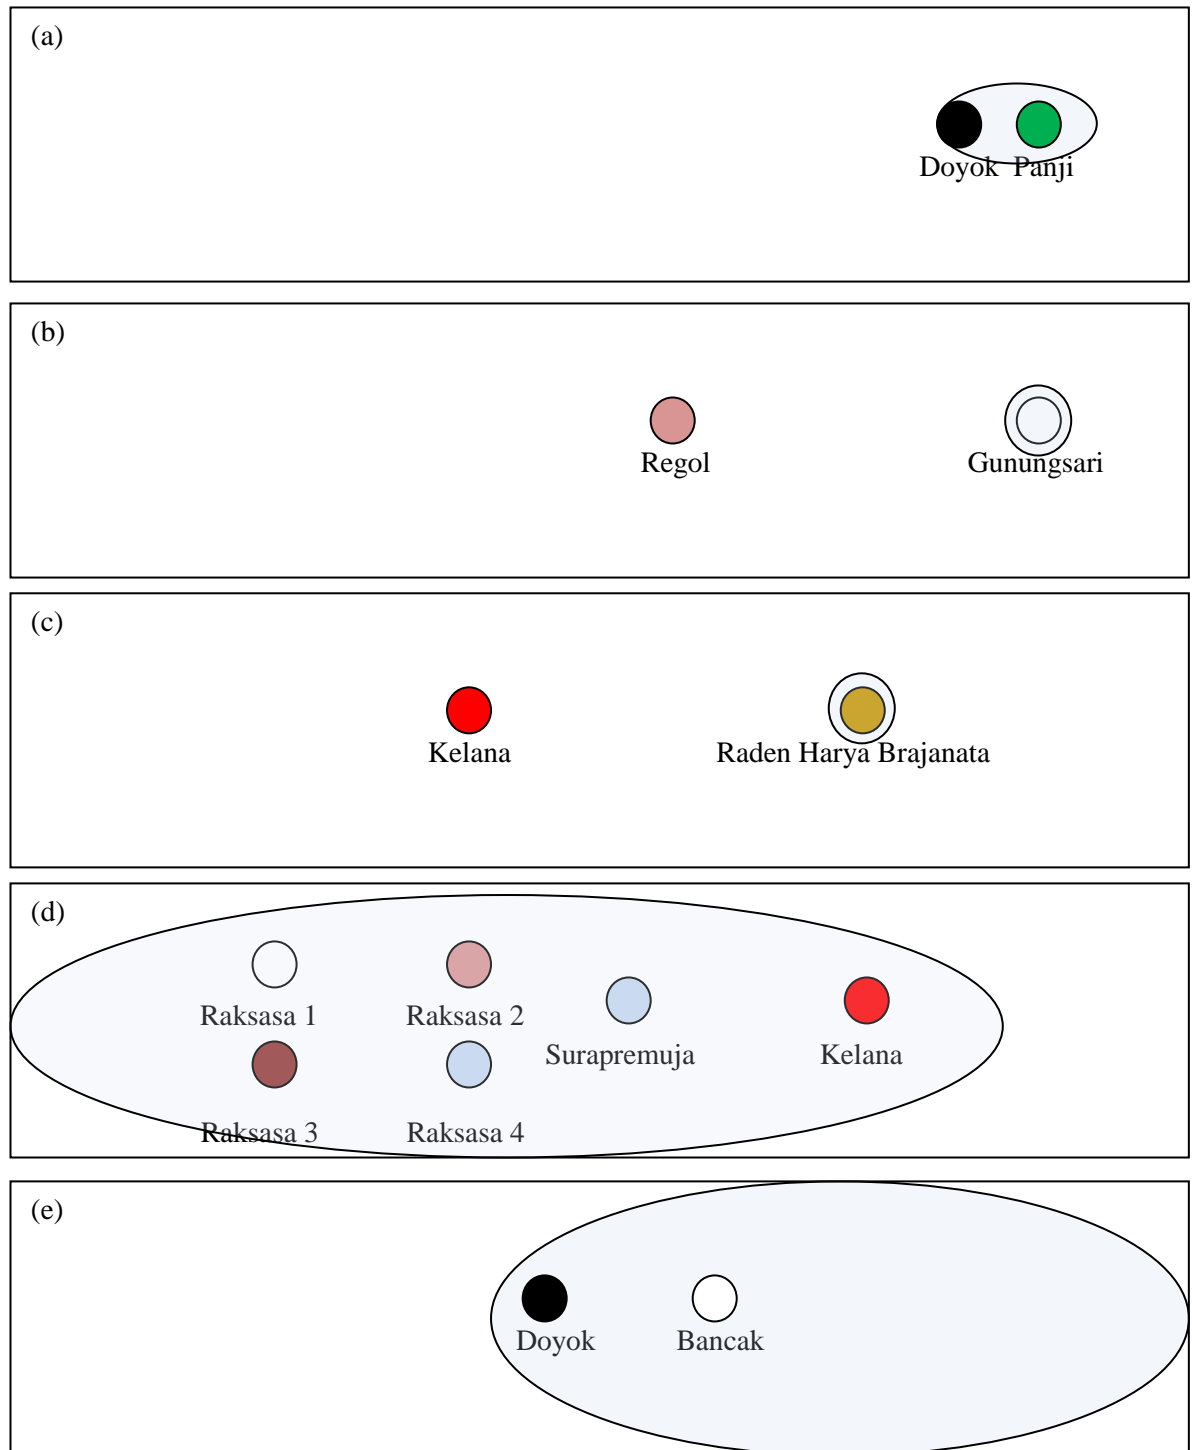 (a)
Doyok Panji
(b)
Regol Gunungsari
(c)
Kelana Raden Harya Brajanata
(d)
Raksasa 1 Raksasa 2
Surapremuja Kelana
Raksasa 3 Raksasa 4
(e)
Doyok Bancak